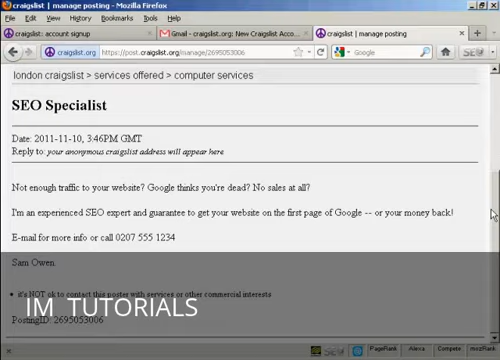 craigslist | manage posting - Mozilla Firefox
File Edit View History Bookmarks Tools Help
craigslist: account signup
Gmail - craigslist.org: New Craigslist Acco...
craigslist | manage posting
craigslist.org
https://post.craigslist.org/manage/2695053006
Google
london craigslist > services offered > computer services
SEO Specialist
Date: 2011-11-10, 3:46PM GMT
Reply to: your anonymous craigslist address will appear here
Not enough traffic to your website? Google thinks you're dead? No sales at all?
I'm an experienced SEO expert and guarantee to get your website on the first page of Google -- or your money back!
E-mail for more info or call 0207 555 1234
Sam Owen.
it's NOT ok to contact this poster with services or other commercial interests
IM TUTORIALS
PostingID: 2695053006
PageRank Alexa Compete mozRank